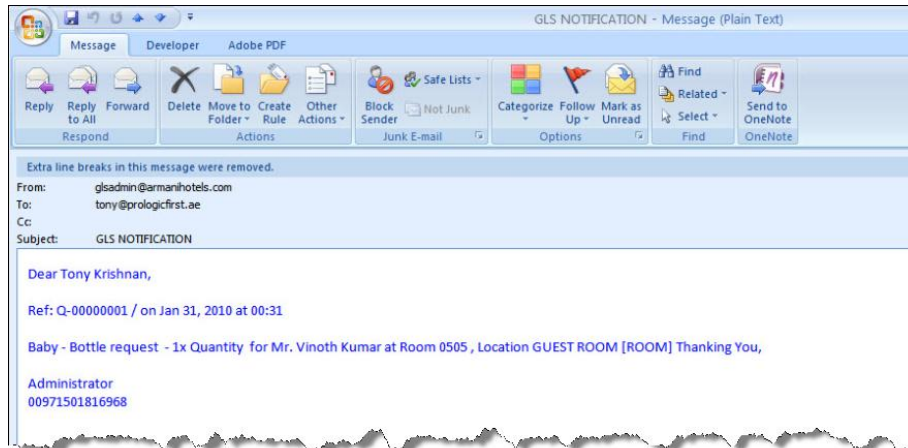 GLS NOTIFICATION - Message (Plain Text)
Message Developer Adobe PDF
Reply Reply to All Forward Delete Move to Folder Create Rule Other Actions Block Sender Safe Lists Not Junk Categorize Follow Up Mark as Unread Find Related Select Send to OneNote
Respond Actions Junk E-mail Options Find OneNote
Extra line breaks in this message were removed.
From: glsadmin@armanihotels.com
To: tony@prologicfirst.ae
Cc:
Subject: GLS NOTIFICATION
Dear Tony Krishnan,
Ref: Q-00000001 / on Jan 31, 2010 at 00:31
Baby - Bottle request - 1x Quantity for Mr. Vinoth Kumar at Room 0505 , Location GUEST ROOM [ROOM] Thanking You,
Administrator
00971501816968